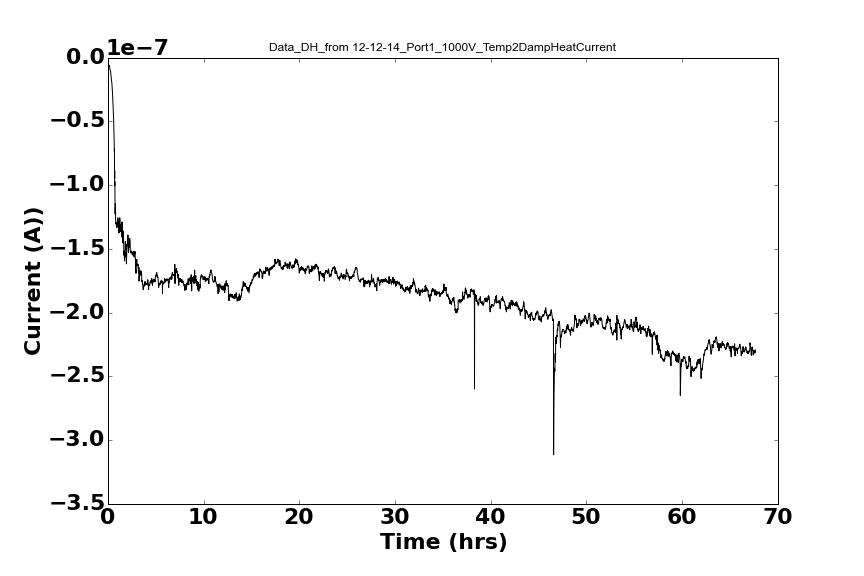 1e−7
Data_DH_from 12-12-14_Port1_1000V_Temp2DampHeatCurrent
0.0
−0.5
−1.0
−1.5
−2.0
−2.5
−3.0
−3.5
Current (A))
0 10 20 30 40 50 60 70
Time (hrs)